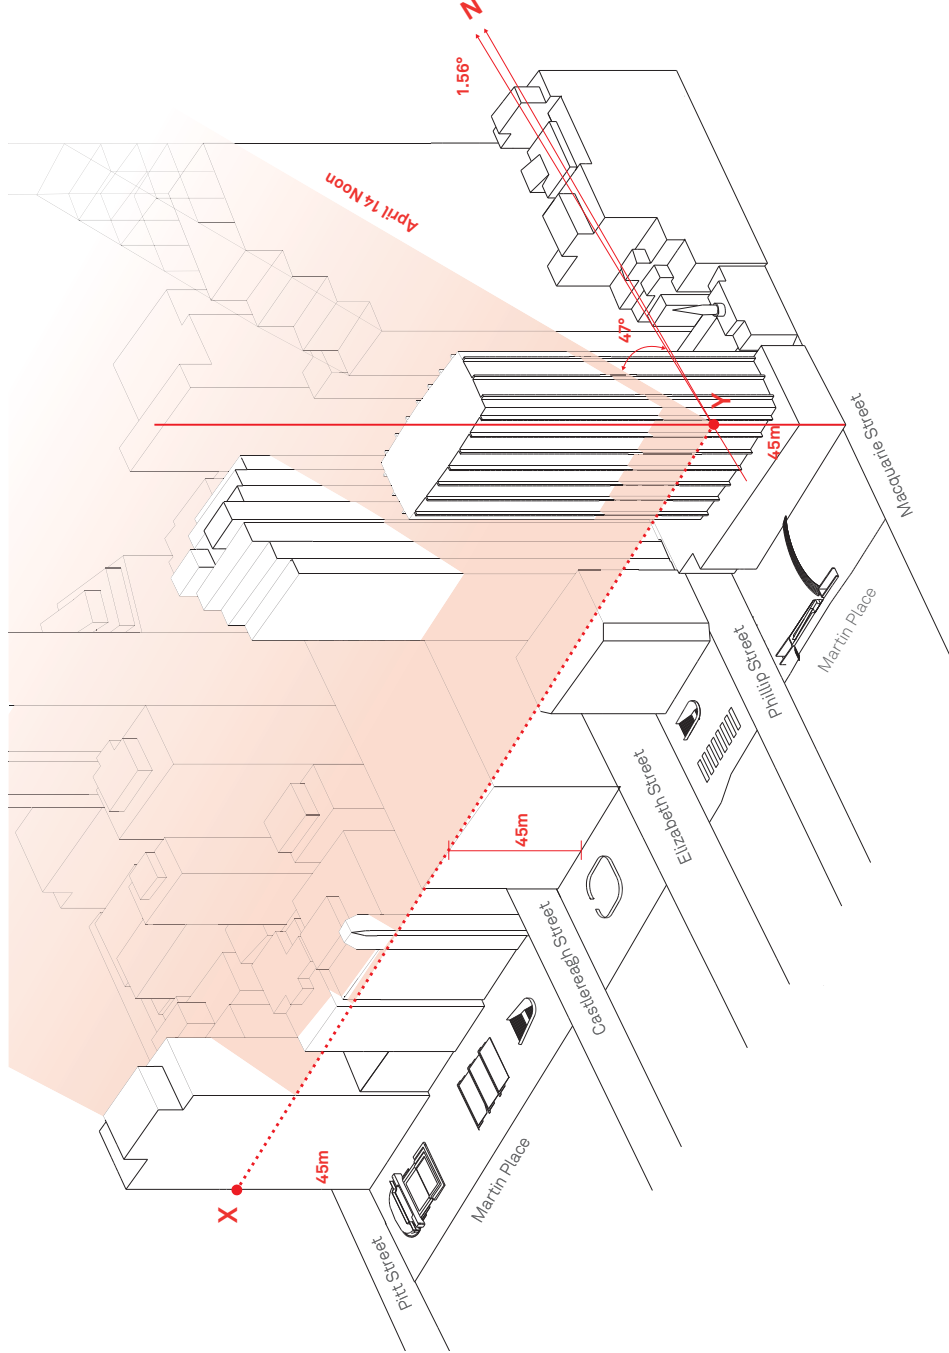 N
1.56°
April 14 Noon
47°
Y
45m
Macquarie Street
Martin Place
Phillip Street
Elizabeth Street
45m
Castlereagh Street
Martin Place
45m
X
Pitt Street